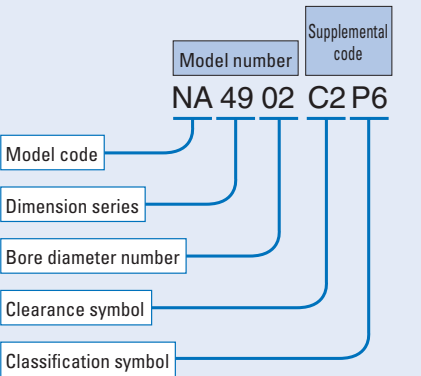 Supplemental
code
Model number
NA 49 02 C2 P6
Model code
Dimension series
Bore diameter number
Clearance symbol
Classification symbol